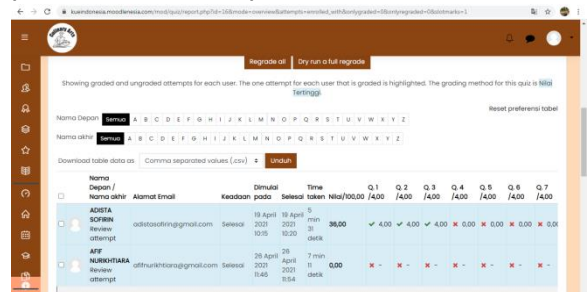 kueindonesia.moodlenesia.com/mod/quiz/report.php?id=16&mode=overview&attempts=enrolled_with&onlygraded=0&onlyregraded=0&slotmarks=1
Culinary Arts
Regrade all Dry run a full regrade
Showing graded and ungraded attempts for each user. The one attempt for each user that is graded is highlighted. The grading method for this quiz is Nilai
Tertinggi.
Reset preferensi tabel
Nama Depan Semua A B C D E F G H I J K L M N O P Q R S T U V W X Y Z
Nama akhir Semua A B C D E F G H I J K L M N O P Q R S T U V W X Y Z
Download table data as Comma separated values (.csv) Unduh
Nama
Depan / Dimulai Time Q. 1 Q. 2 Q. 3 Q. 4 Q. 5 Q. 6 Q. 7
Nama akhir Alamat Email Keadaan pada Selesai taken Nilai/100,00 /4,00 /4,00 /4,00 /4,00 /4,00 /4,00 /4,00
ADISTA
SOFIRIN
Review
attempt
adistasofirin@gmail.com Selesai
19 April
2021
10:15
19 April
2021
10:20
5
min
31
detik
36,00 ✔ 4,00 ✔ 4,00 ✔ 4,00 ✖ 0,00 ✖ 0,00 ✖ 0,00 ✖ 0,00
AFIF
NURIKHTIARA
Review
attempt
afifnurikhtiara@gmail.com Selesai
26 April
2021
11:46
26
April
2021
11:54
7 min
11
detik
0,00 ✖ - ✖ - ✖ - ✖ - ✖ - ✖ - ✖ -